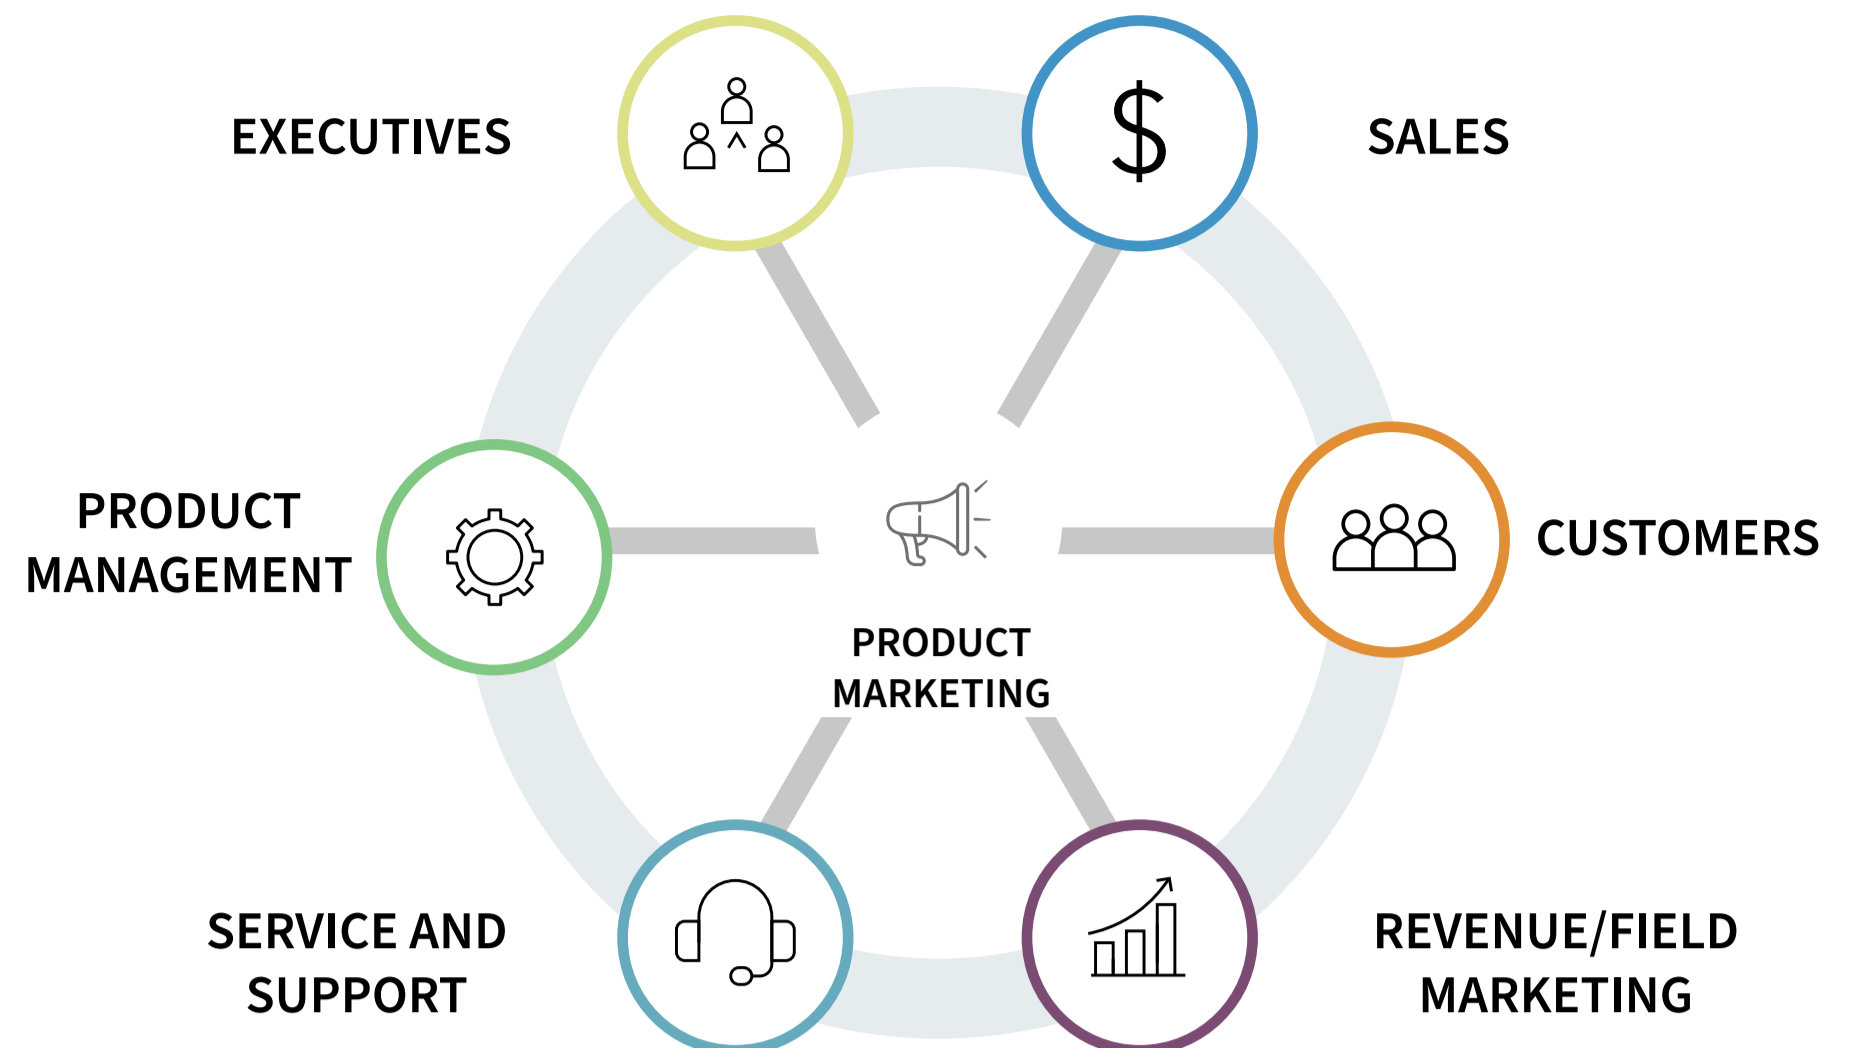 EXECUTIVES
SALES
PRODUCT
MANAGEMENT
CUSTOMERS
PRODUCT
MARKETING
SERVICE AND
SUPPORT
REVENUE/FIELD
MARKETING